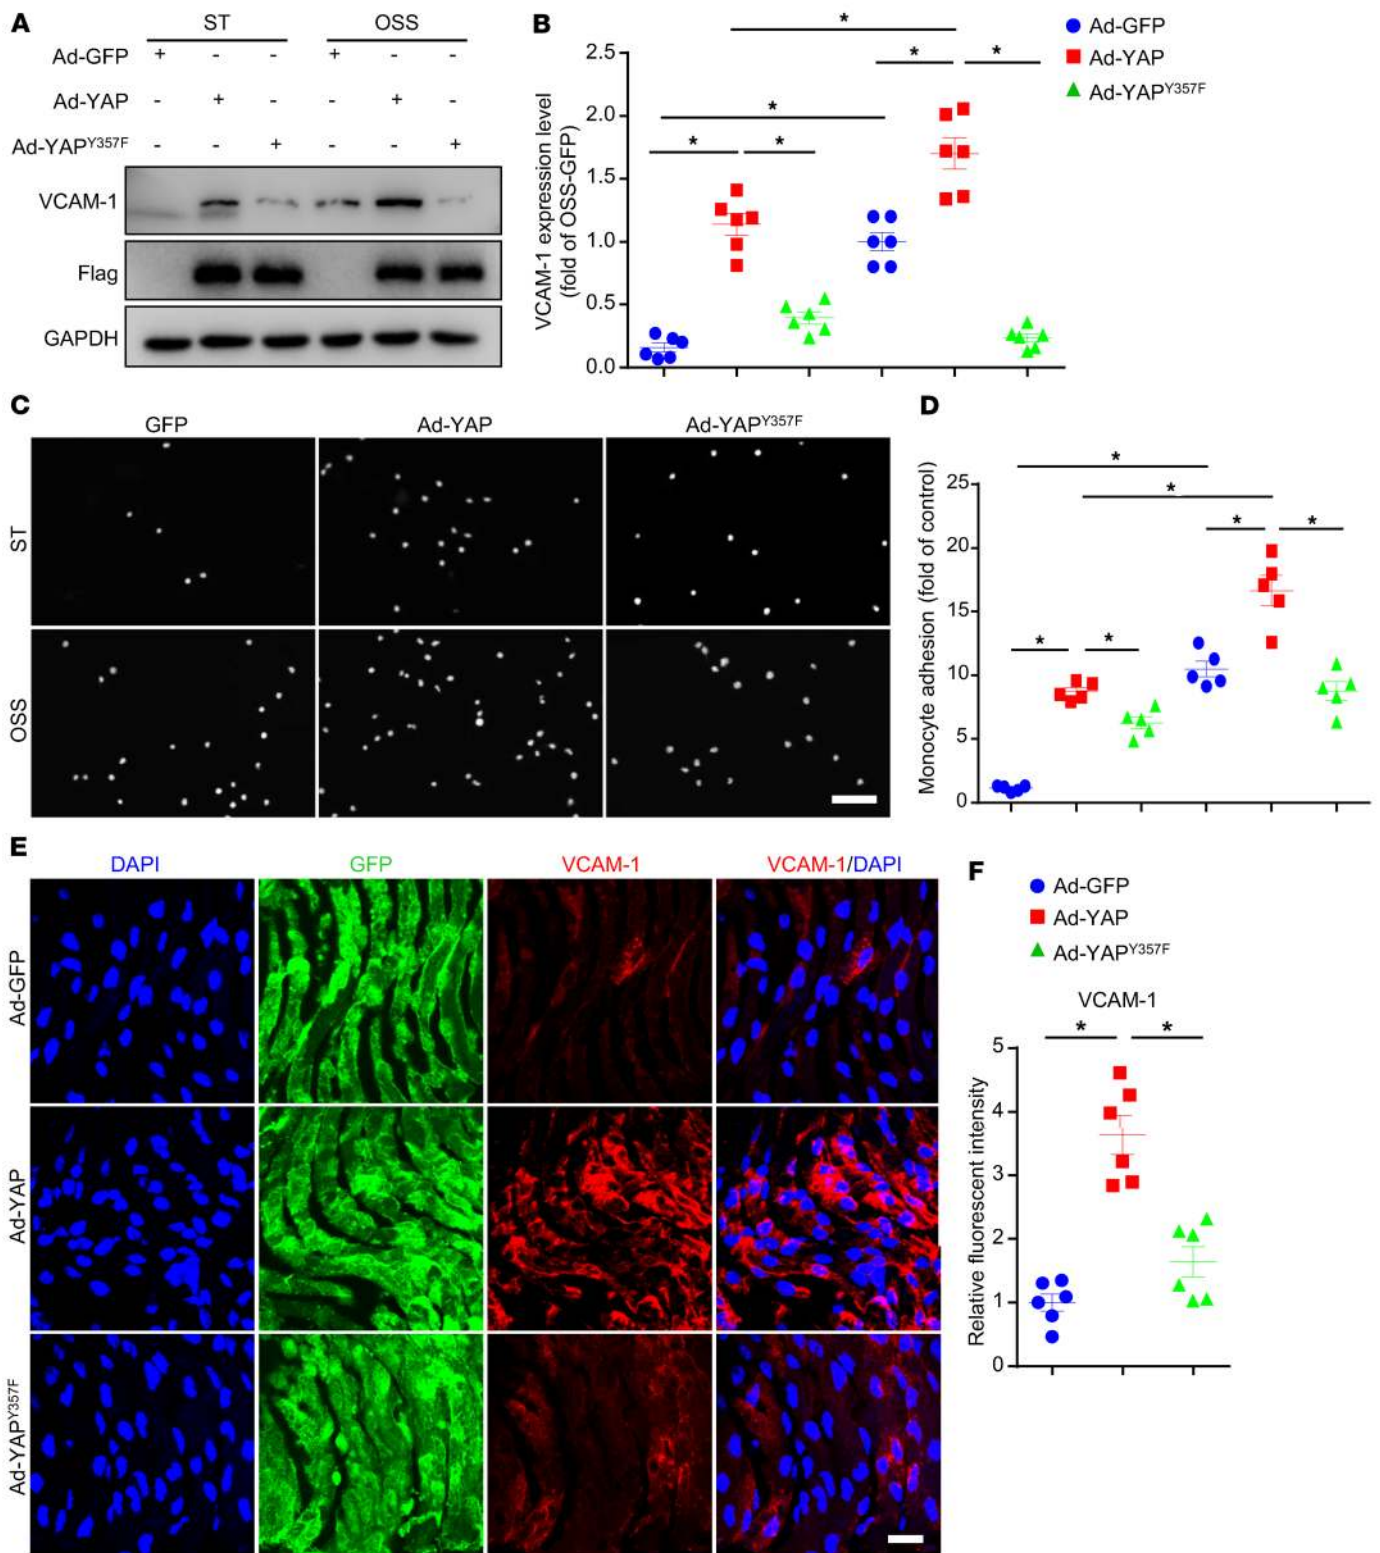 A
ST OSS
Ad-GFP + - - + - -
Ad-YAP - + - - + -
Ad-YAPY357F - - + - - +
VCAM-1
Flag
GAPDH
B
Ad-GFP
Ad-YAP
Ad-YAPY357F
VCAM-1 expression level
(fold of OSS-GFP)
2.5
2.0
1.5
1.0
0.5
0.0
* * * * * *
C
GFP Ad-YAP Ad-YAPY357F
ST
OSS
D
Monocyte adhesion (fold of control)
25
20
15
10
5
0
* * * * * *
E
DAPI GFP VCAM-1 VCAM-1/DAPI
Ad-GFP
Ad-YAP
Ad-YAPY357F
F
Ad-GFP
Ad-YAP
Ad-YAPY357F
VCAM-1
* *
Relative fluorescent intensity
5
4
3
2
1
0